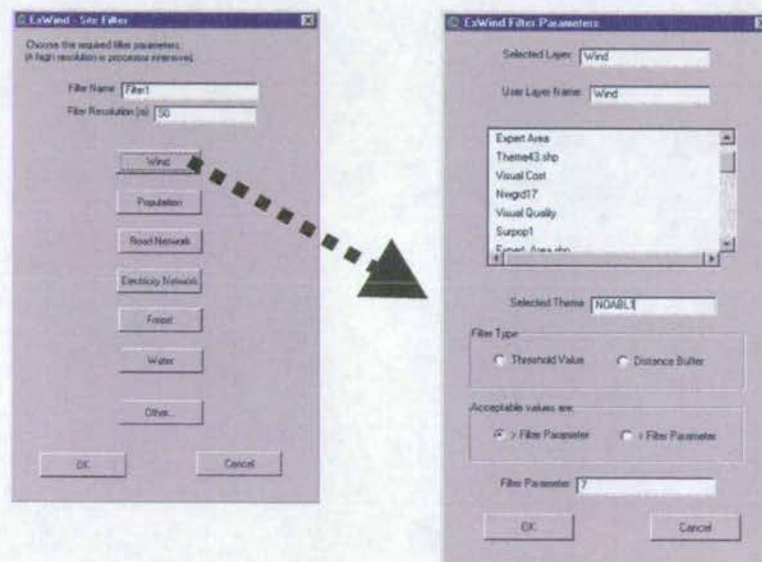 ExWind - Site Filter
Choose the required filter parameters.
(A high resolution is processor intensive)
Filter Name
Filter1
Filter Resolution (m)
50
Wind
Population
Road Network
Electricity Network
Forest
Water
Other...
OK
Cancel
ExWind Filter Parameters
Selected Layer
Wind
User Layer Name
Wind
Expert Area
Theme43.shp
Visual Cost
Nwgid17
Visual Quality
Surpop1
Expert_Area.shp
Selected Theme
NOABL1
Filter Type
Threshold Value
Distance Buffer
Acceptable values are:
> Filter Parameter
< Filter Parameter
Filter Parameter
7
OK
Cancel